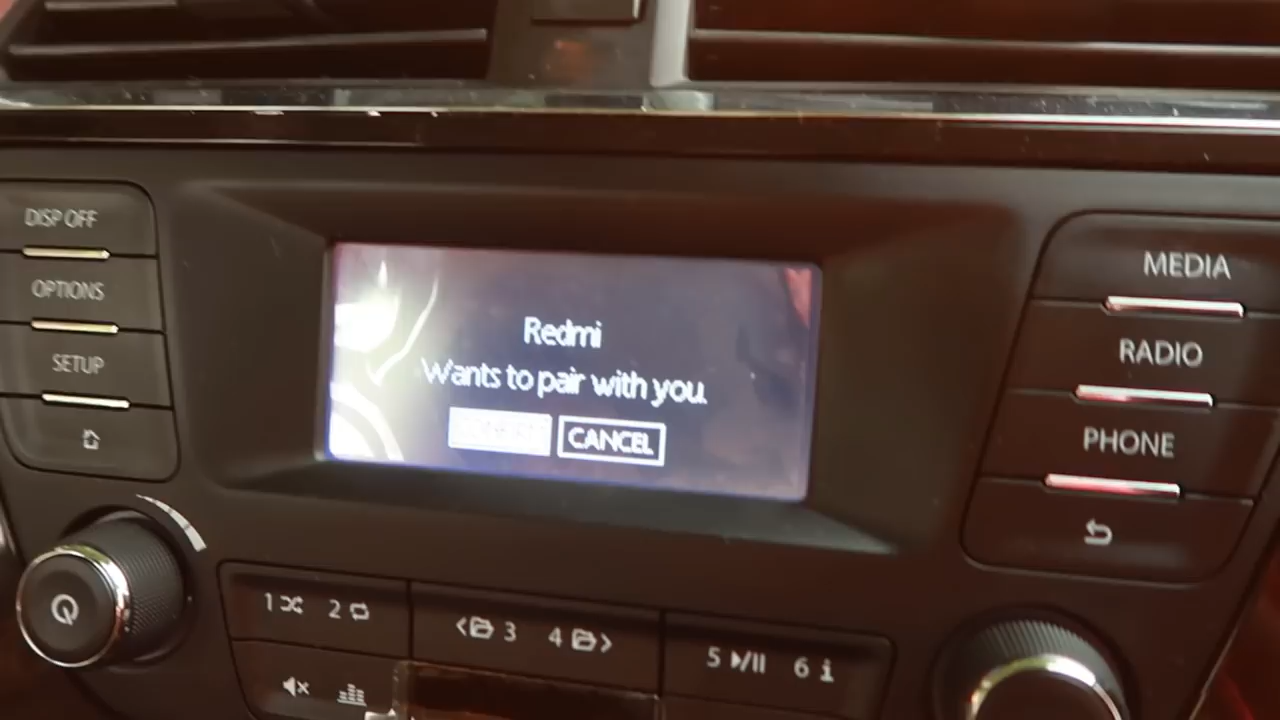 DISP OFF
OPTIONS
SETUP
Redmi
Wants to pair with you.
CANCEL
MEDIA
RADIO
PHONE
1 2
3 4
5 6